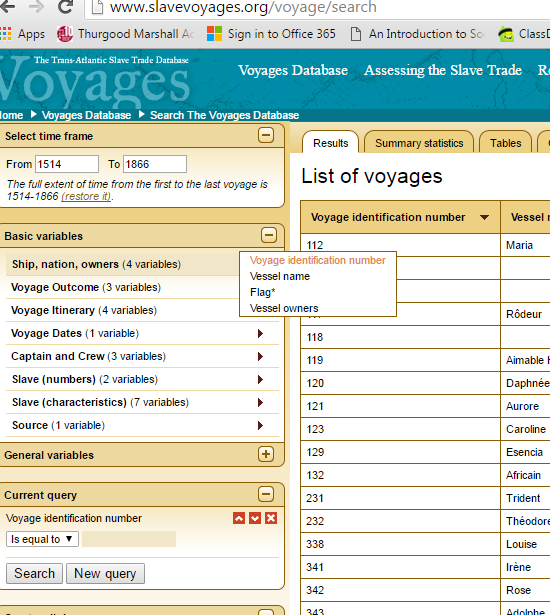 www.slavevoyages.org/voyage/search
Apps Thurgood Marshall Ac Sign in to Office 365 An Introduction to So ClassD
The Trans-Atlantic Slave Trade Database
Voyages
Voyages Database Assessing the Slave Trade
Home Voyages Database Search The Voyages Database
Select time frame
From 1514 To 1866
The full extent of time from the first to the last voyage is
1514-1866 (restore it).
Basic variables
Ship, nation, owners (4 variables)
Voyage Outcome (3 variables)
Voyage Itinerary (4 variables)
Voyage Dates (1 variable)
Captain and Crew (3 variables)
Slave (numbers) (2 variables)
Slave (characteristics) (7 variables)
Source (1 variable)
General variables
Current query
Voyage identification number
Is equal to
Search New query
Voyage identification number
Vessel name
Flag*
Vessel owners
Results Summary statistics Tables
List of voyages
Voyage identification number Vessel n
112 Maria
Rôdeur
118
119 Aimable H
120 Daphnée
121 Aurore
123 Caroline
129 Esencia
132 Africain
231 Trident
232 Théodore
338 Louise
341 Irène
342 Rose
343